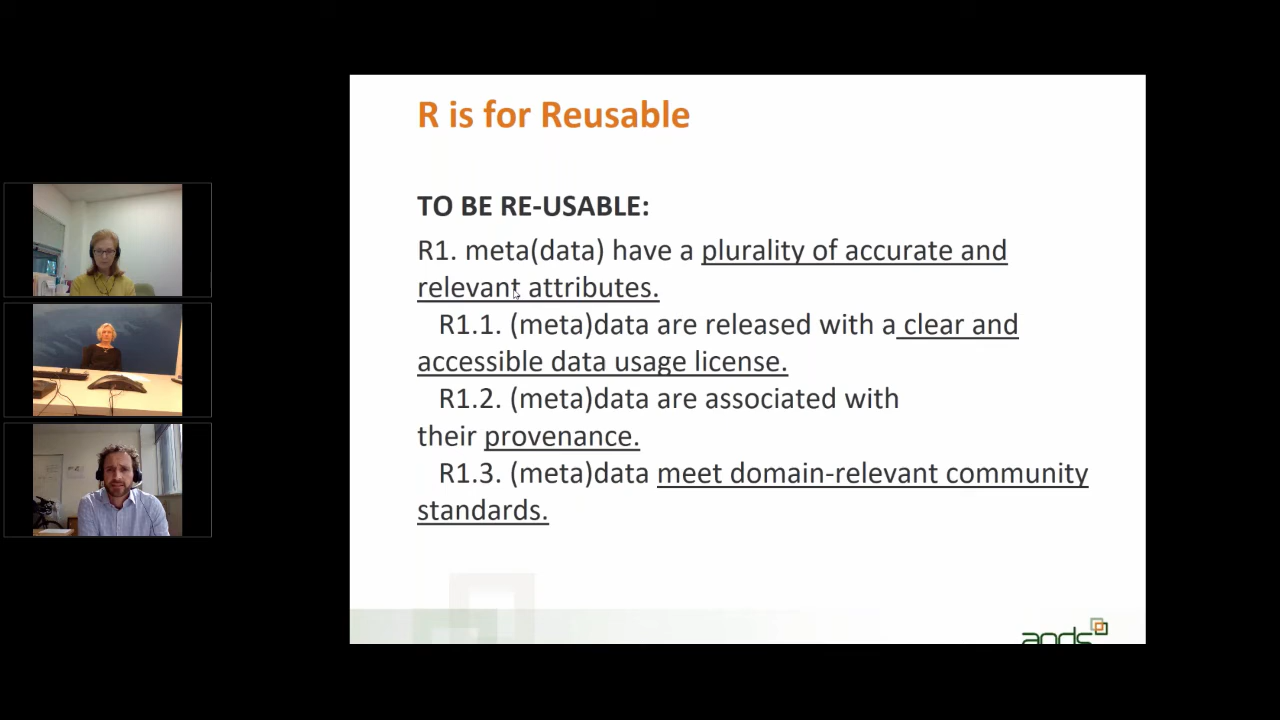 R is for Reusable
TO BE RE-USABLE:
R1. meta(data) have a plurality of accurate and
relevant attributes.
R1.1. (meta)data are released with a clear and
accessible data usage license.
R1.2. (meta)data are associated with
their provenance.
R1.3. (meta)data meet domain-relevant community
standards.
ands